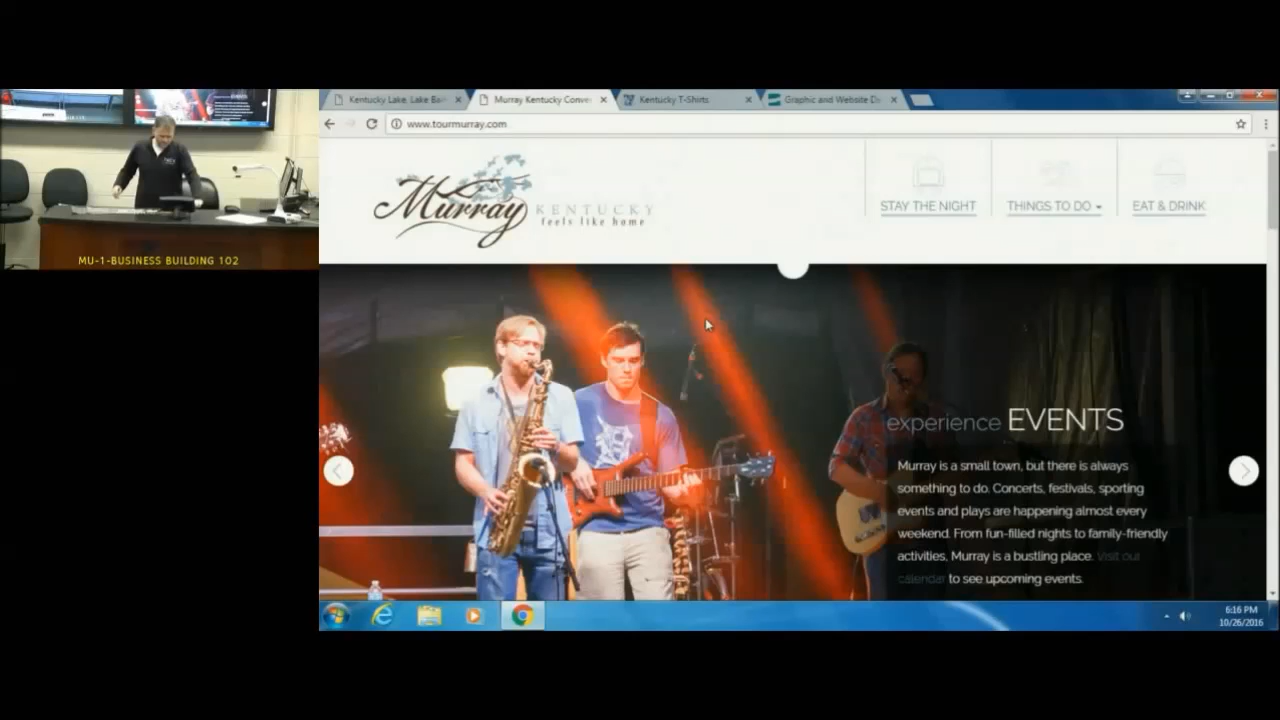 MU-1-BUSINESS BUILDING 102
Kentucky Lake, Lake Bar
Murray Kentucky Conver
Kentucky T-Shirts
Graphic and Website De
www.tourmurray.com
Murray
KENTUCKY
feels like home
STAY THE NIGHT
THINGS TO DO
EAT & DRINK
experience EVENTS
Murray is a small town, but there is always
something to do. Concerts, festivals, sporting
events and plays are happening almost every
weekend. From fun-filled nights to family-friendly
activities, Murray is a bustling place. Visit our
calendar to see upcoming events.
6:16 PM
10/26/2016